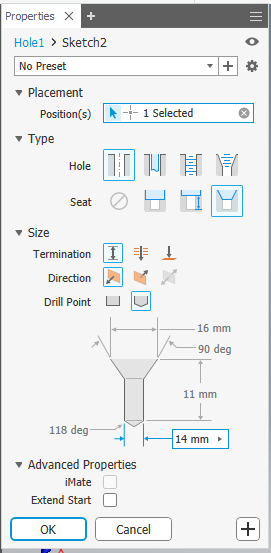 Properties × +
Hole1 > Sketch2
No Preset
Placement
Position(s) 1 Selected
Type
Hole
Seat
Size
Termination
Direction
Drill Point
16 mm
90 deg
11 mm
118 deg
14 mm
Advanced Properties
iMate
Extend Start
OK Cancel +